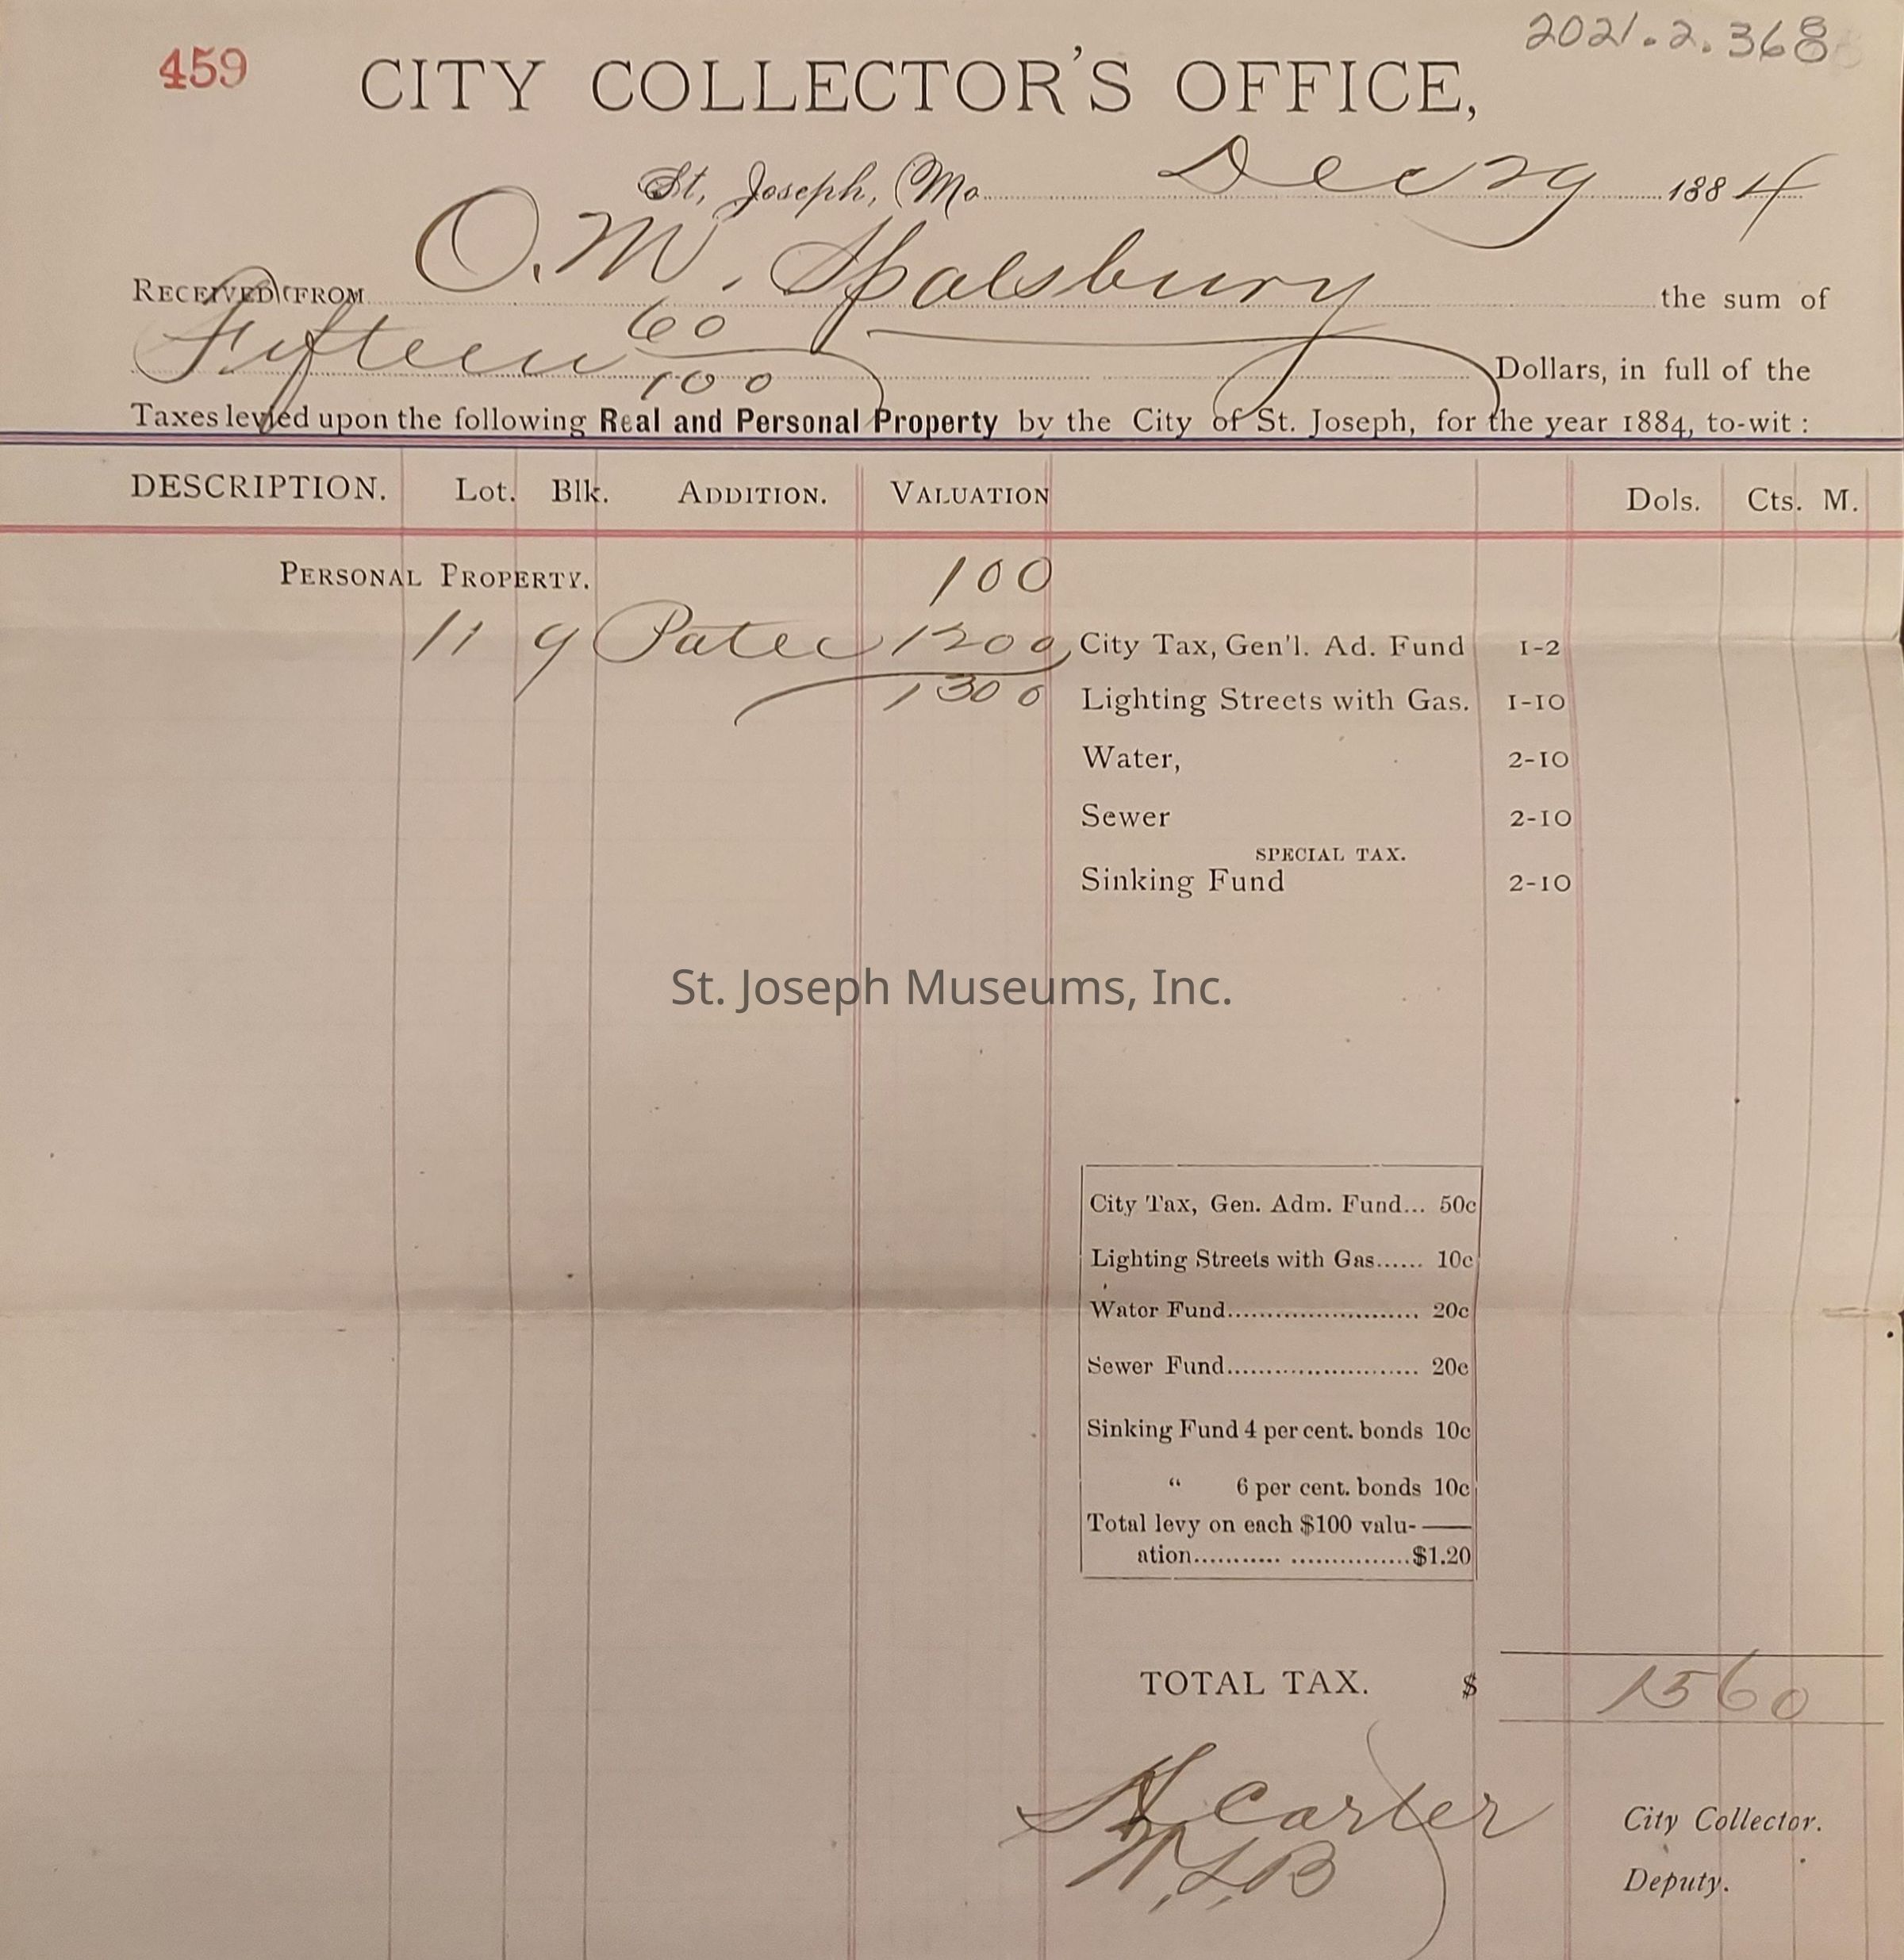 2021.2.368
459
CITY COLLECTOR'S OFFICE,
St, Joseph, Mo. Dec 29 1884
RECEIVED FROM O. M. Spalsbury the sum of
Fifteen 60/100 Dollars, in full of the
Taxes levied upon the following Real and Personal Property by the City of St. Joseph, for the year 1884, to-wit :
DESCRIPTION. Lot. Blk. ADDITION. VALUATION Dols. Cts. M.
PERSONAL PROPERTY. 100
11 9 Patee 1200 City Tax, Gen'l. Ad. Fund 1-2
1300 Lighting Streets with Gas. 1-10
Water, 2-10
Sewer 2-10
SPECIAL TAX.
Sinking Fund 2-10
St. Joseph Museums, Inc.
City Tax, Gen. Adm. Fund... 50c
Lighting Streets with Gas...... 10c
Wator Fund........................ 20c
Sewer Fund........................ 20c
Sinking Fund 4 per cent. bonds 10c
“ 6 per cent. bonds 10c
Total levy on each $100 valu-
ation........... ................$1.20
TOTAL TAX. $ 15 60
Carter City Collector.
Deputy.